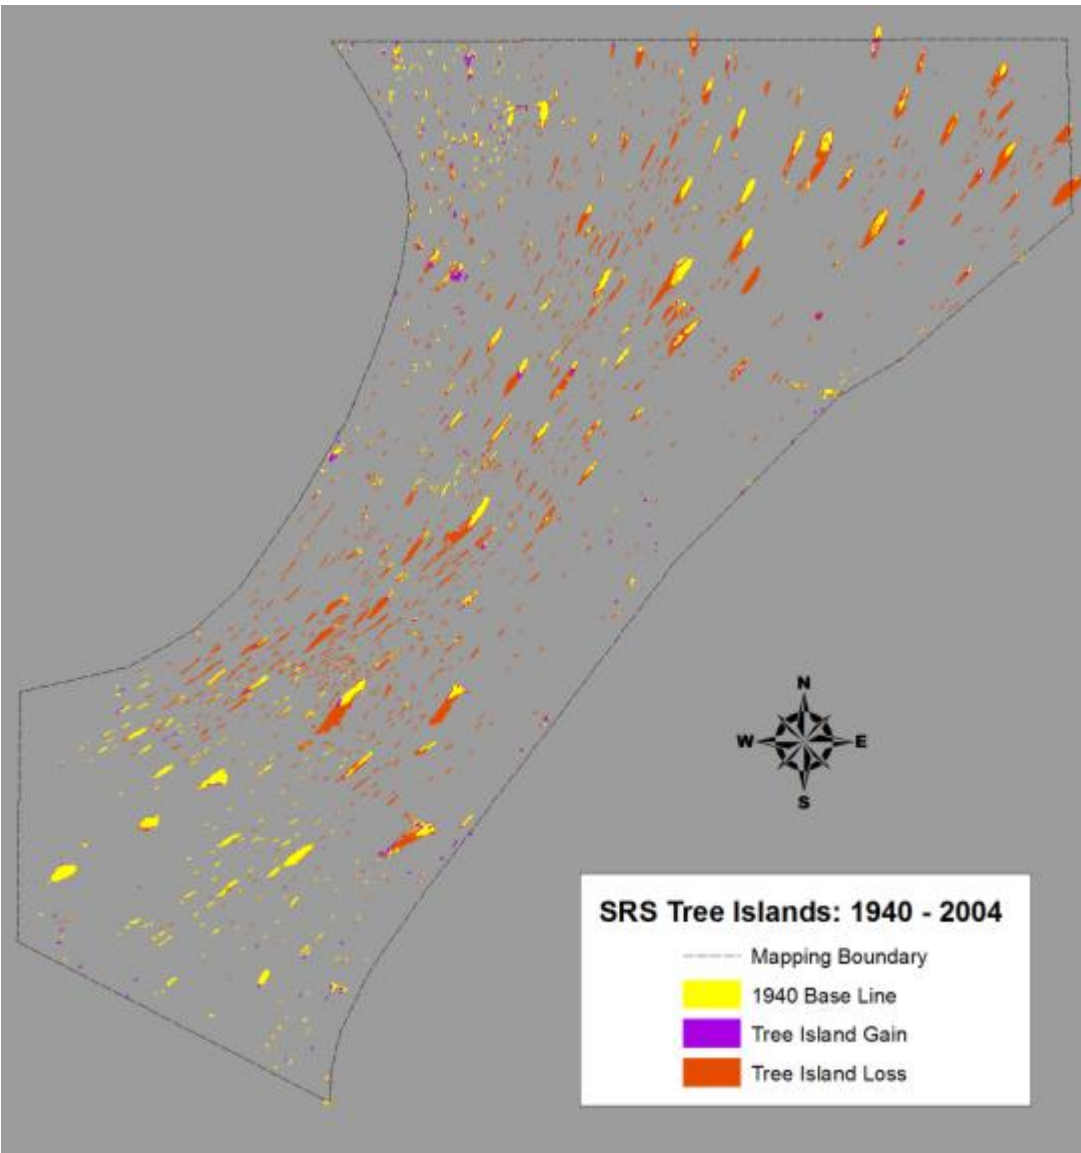 N
W E
S
SRS Tree Islands: 1940 - 2004
Mapping Boundary
1940 Base Line
Tree Island Gain
Tree Island Loss